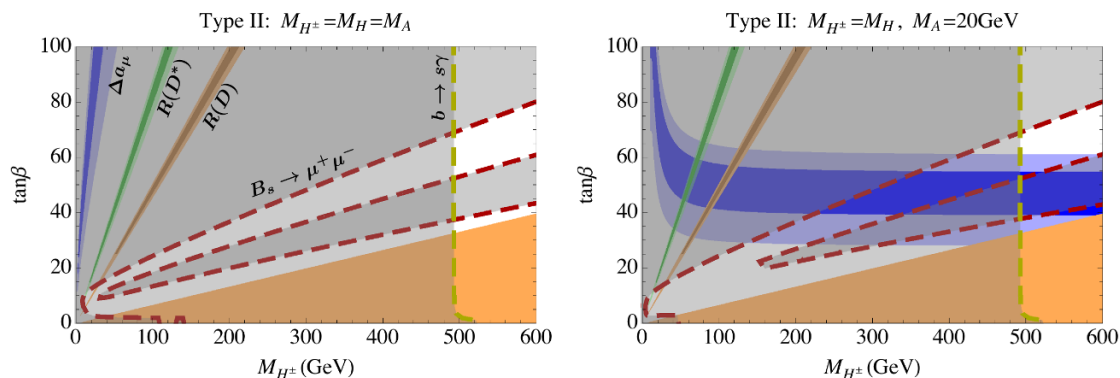 Type II: M_{H±}=M_H=M_A
100
80
60
40
20
0
tanβ
Δa_μ
R(D*)
R(D)
b → sγ
B_s → μ⁺μ⁻
0 100 200 300 400 500 600
M_{H±}(GeV)
Type II: M_{H±}=M_H, M_A=20GeV
100
80
60
40
20
0
tanβ
0 100 200 300 400 500 600
M_{H±}(GeV)